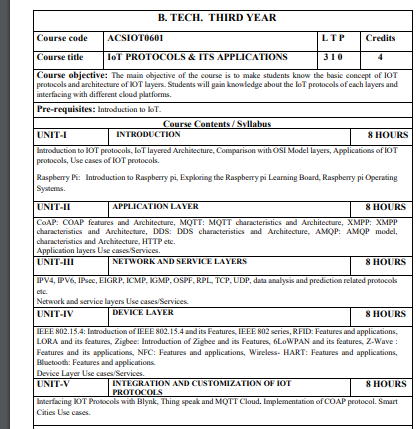 B. TECH. THIRD YEAR
Course code ACSIOT0601 L T P Credits
Course title IoT PROTOCOLS & ITS APPLICATIONS 3 1 0 4
Course objective: The main objective of the course is to make students know the basic concept of IOT
protocols and architecture of IOT layers. Students will gain knowledge about the IoT protocols of each layers and
interfacing with different cloud platforms.
Pre-requisites: Introduction to IoT.
Course Contents / Syllabus
UNIT-I INTRODUCTION 8 HOURS
Introduction to IOT protocols, IoT layered Architecture, Comparison with OSI Model layers, Applications of IOT
protocols, Use cases of IOT protocols.
Raspberry Pi: Introduction to Raspberry pi, Exploring the Raspberry pi Learning Board, Raspberry pi Operating
Systems.
UNIT-II APPLICATION LAYER 8 HOURS
CoAP: COAP features and Architecture, MQTT: MQTT characteristics and Architecture, XMPP: XMPP
characteristics and Architecture, DDS: DDS characteristics and Architecture, AMQP: AMQP model,
characteristics and Architecture, HTTP etc.
Application layers Use cases/Services.
UNIT-III NETWORK AND SERVICE LAYERS 8 HOURS
IPV4, IPV6, IPsec, EIGRP, ICMP, IGMP, OSPF, RPL, TCP, UDP, data analysis and prediction related protocols
etc.
Network and service layers Use cases/Services.
UNIT-IV DEVICE LAYER 8 HOURS
IEEE 802.15.4: Introduction of IEEE 802.15.4 and its Features, IEEE 802 series, RFID: Features and applications,
LORA and its features, Zigbee: Introduction of Zigbee and its Features, 6LoWPAN and its features, Z-Wave :
Features and its applications, NFC: Features and applications, Wireless- HART: Features and applications,
Bluetooth: Features and applications.
Device Layer Use cases/Services.
UNIT-V INTEGRATION AND CUSTOMIZATION OF IOT 8 HOURS
PROTOCOLS
Interfacing IOT Protocols with Blynk, Thing speak and MQTT Cloud, Implementation of COAP protocol. Smart
Cities Use cases.